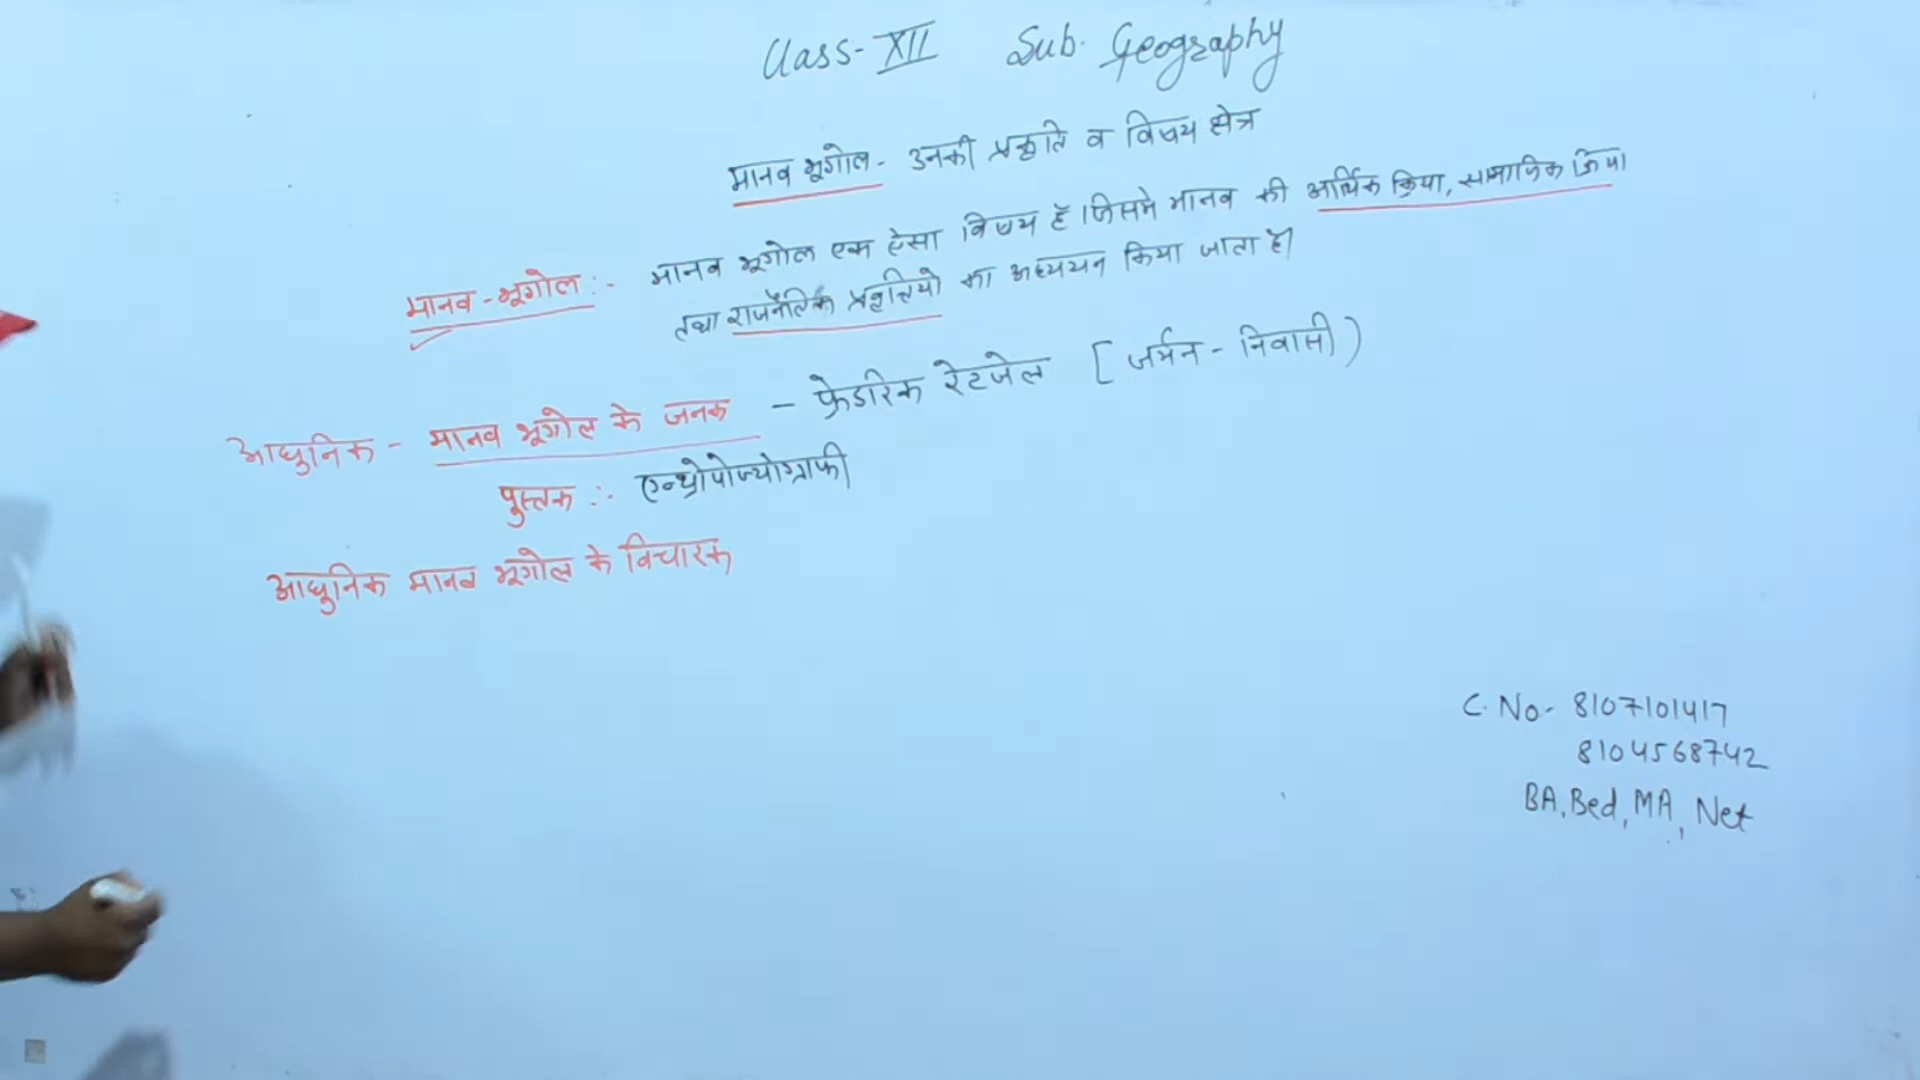 Class-XII Sub. Geography
मानव भूगोल- उनकी प्रकृति व विषय क्षेत्र
मानव-भूगोल:- मानव भूगोल एक ऐसा विषय है जिसमे मानव की आर्थिक क्रिया, सामाजिक क्रिया
तथा राजनैतिक प्रवृत्तियो का अध्ययन किया जाता है।
आधुनिक - मानव भूगोल के जनक - फ्रेडरिक रेटजेल [जर्मन - निवासी)
पुस्तक :- एन्थ्रोपोज्योग्राफी
आधुनिक मानव भूगोल के विचारक
C. No- 8107101417
8104568742
BA, Bed, MA, Net